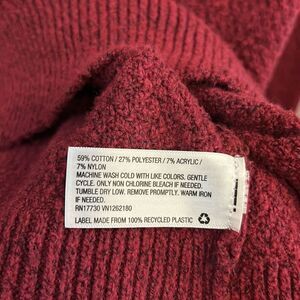 59% COTTON / 27% POLYESTER / 7% ACRYLIC /
7% NYLON
MACHINE WASH COLD WITH LIKE COLORS. GENTLE
CYCLE. ONLY NON CHLORINE BLEACH IF NEEDED.
TUMBLE DRY LOW. REMOVE PROMPTLY. WARM IRON
IF NEEDED.
RN17730 VN1262180
LABEL MADE FROM 100% RECYCLED PLASTIC